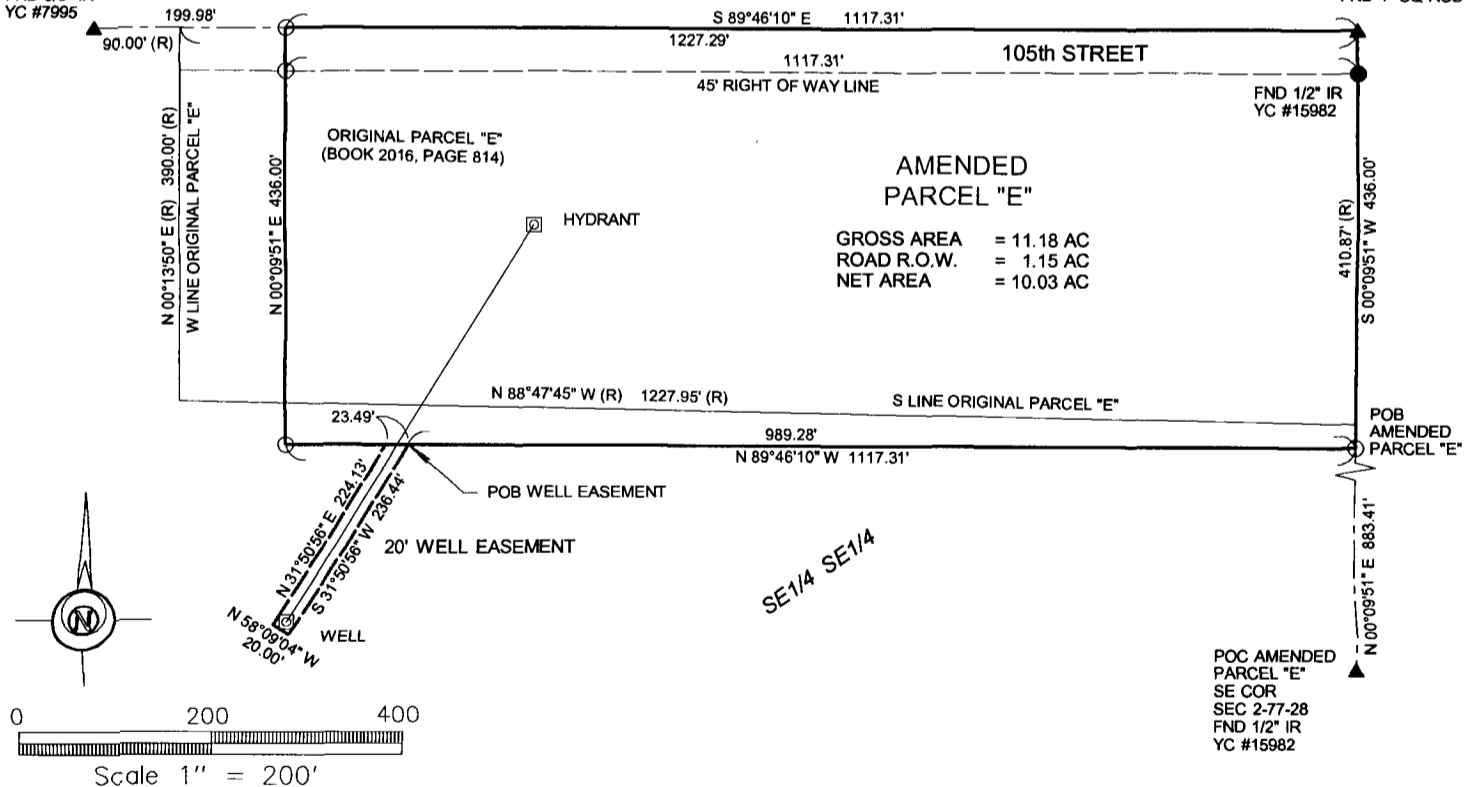 YC #7995
199.98'
90.00' (R)
S 89°46'10" E 1117.31'
1227.29'
105th STREET
1117.31'
45' RIGHT OF WAY LINE
FND 1/2" IR
YC #15982
ORIGINAL PARCEL "E"
(BOOK 2016, PAGE 814)
N 00°13'50" E (R) 390.00' (R)
W LINE ORIGINAL PARCEL "E"
N 00°09'51" E 436.00'
HYDRANT
AMENDED
PARCEL "E"
GROSS AREA = 11.18 AC
ROAD R.O.W. = 1.15 AC
NET AREA = 10.03 AC
410.87' (R)
S 00°09'51" W 436.00'
N 88°47'45" W (R) 1227.95' (R)
S LINE ORIGINAL PARCEL "E"
23.49'
989.28'
N 89°46'10" W 1117.31'
POB
AMENDED
PARCEL "E"
POB WELL EASEMENT
N 31°50'56" E 224.13'
S 31°50'56" W 236.44'
20' WELL EASEMENT
SE1/4 SE1/4
N 00°09'51" E 883.41'
N
WELL
N 58°09'04" W
20.00'
POC AMENDED
PARCEL "E"
SE COR
SEC 2-77-28
FND 1/2" IR
YC #15982
0 200 400
Scale 1" = 200'